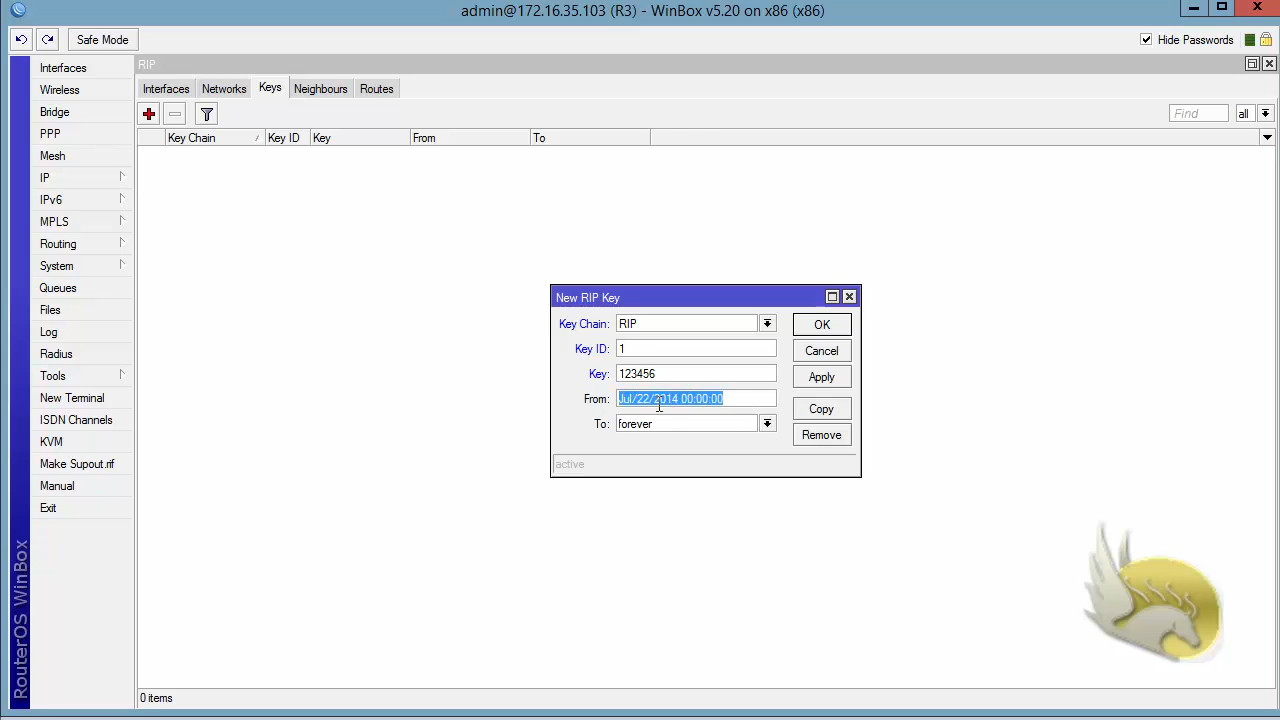 admin@172.16.35.103 (R3) - WinBox v5.20 on x86 (x86)
Safe Mode
Hide Passwords
Interfaces
Wireless
Bridge
PPP
Mesh
IP
IPv6
MPLS
Routing
System
Queues
Files
Log
Radius
Tools
New Terminal
ISDN Channels
KVM
Make Supout.rif
Manual
Exit
RouterOS WinBox
RIP
Interfaces Networks Keys Neighbours Routes
Find all
Key Chain / Key ID Key From To
New RIP Key
Key Chain: RIP
Key ID: 1
Key: 123456
From: Jul/22/2014 00:00:00
To: forever
OK
Cancel
Apply
Copy
Remove
active
0 items